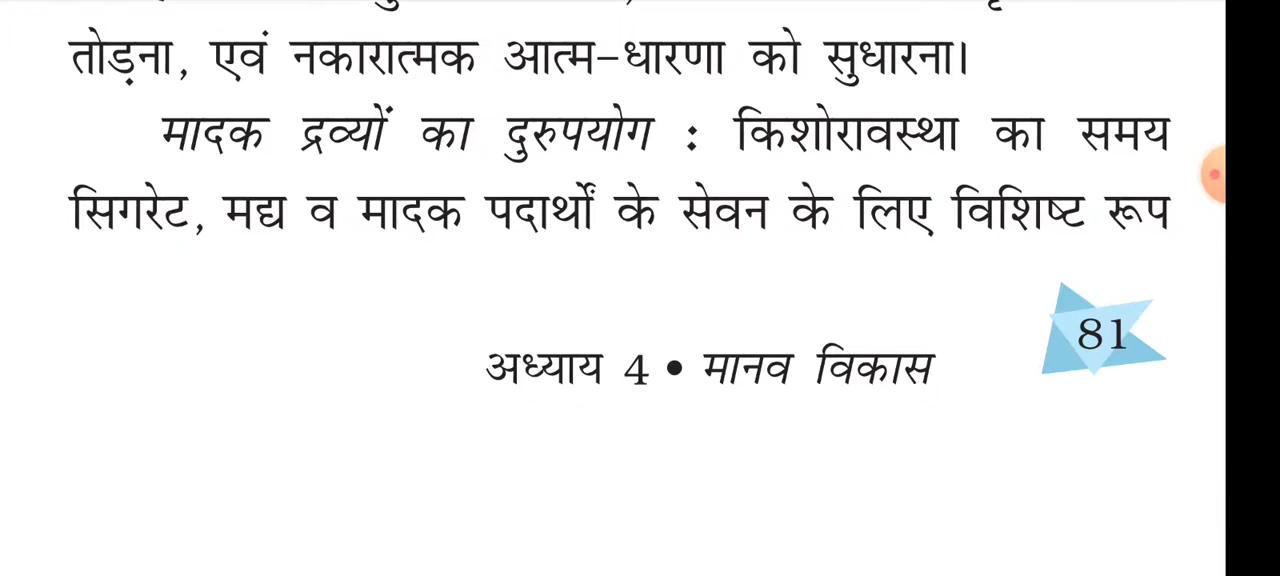 तोड़ना, एवं नकारात्मक आत्म-धारणा को सुधारना।
मादक द्रव्यों का दुरुपयोग : किशोरावस्था का समय
सिगरेट, मद्य व मादक पदार्थों के सेवन के लिए विशिष्ट रूप
81
अध्याय 4 • मानव विकास